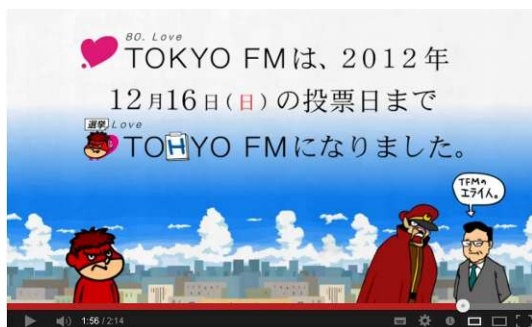 80. Love
TOKYO FMは、2012年
12月16日(日)の投票日まで
選挙 Love
TOHYO FMになりました。
TFMの
エライ人。
1:56 / 2:14